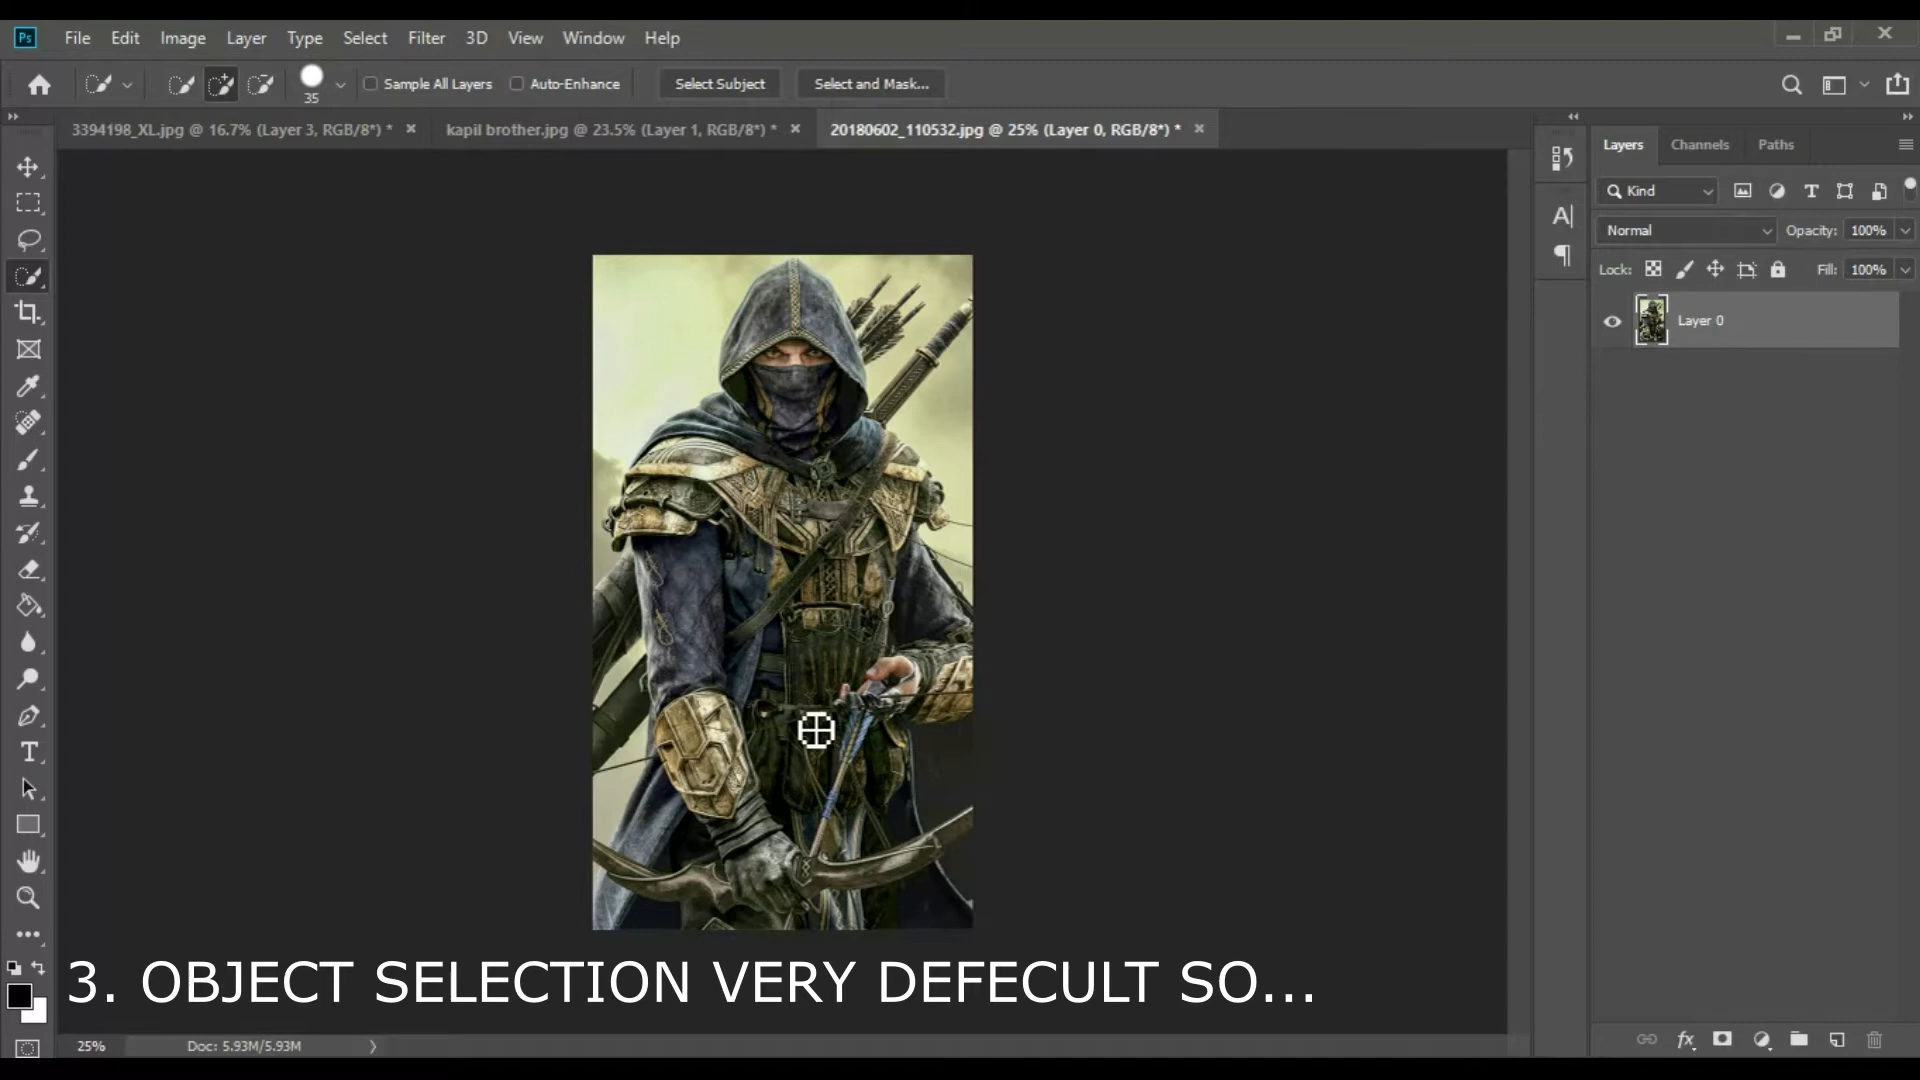 Ps File Edit Image Layer Type Select Filter 3D View Window Help
35 Sample All Layers Auto-Enhance Select Subject Select and Mask...
3394198_XL.jpg @ 16.7% (Layer 3, RGB/8*) * kapil brother.jpg @ 23.5% (Layer 1, RGB/8*) * 20180602_110532.jpg @ 25% (Layer 0, RGB/8*) *
Layers Channels Paths
Kind
Normal Opacity: 100%
Lock: Fill: 100%
Layer 0
3. OBJECT SELECTION VERY DEFECULT SO...
25% Doc: 5.93M/5.93M